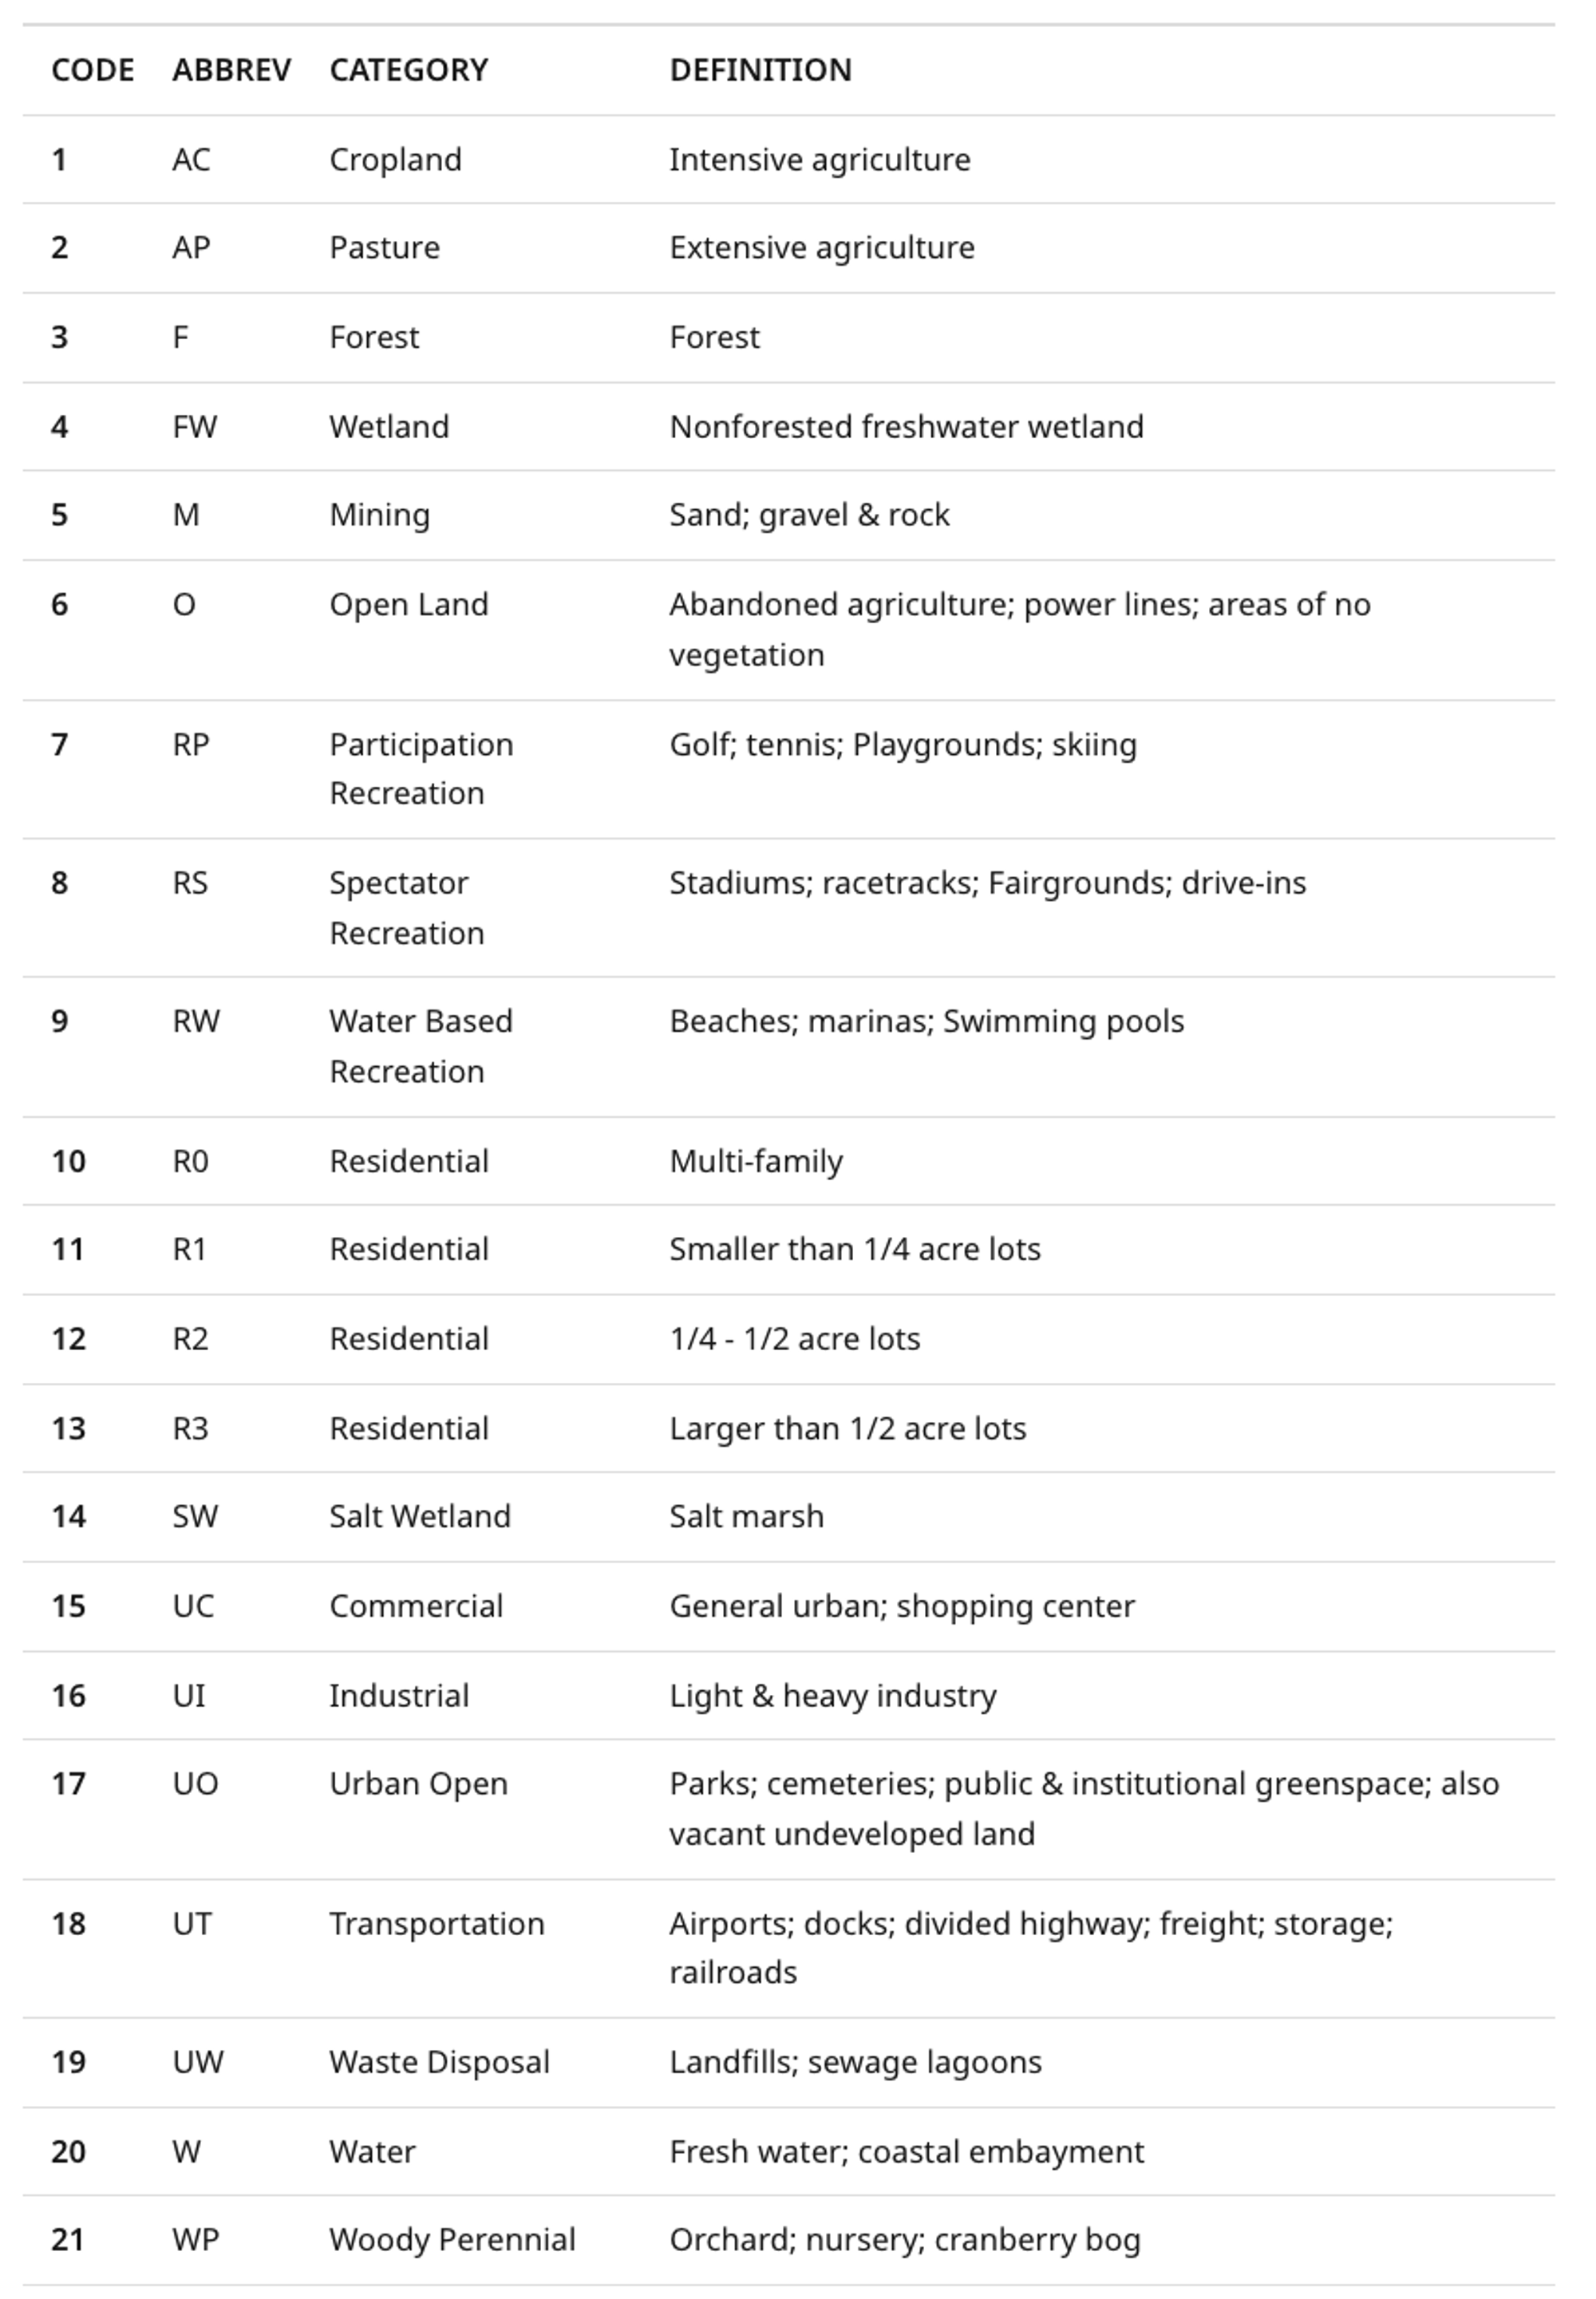 CODE ABBREV CATEGORY DEFINITION
1 AC Cropland Intensive agriculture
2 AP Pasture Extensive agriculture
3 F Forest Forest
4 FW Wetland Nonforested freshwater wetland
5 M Mining Sand; gravel & rock
6 O Open Land Abandoned agriculture; power lines; areas of no
vegetation
7 RP Participation Golf; tennis; Playgrounds; skiing
Recreation
8 RS Spectator Stadiums; racetracks; Fairgrounds; drive-ins
Recreation
9 RW Water Based Beaches; marinas; Swimming pools
Recreation
10 R0 Residential Multi-family
11 R1 Residential Smaller than 1/4 acre lots
12 R2 Residential 1/4 - 1/2 acre lots
13 R3 Residential Larger than 1/2 acre lots
14 SW Salt Wetland Salt marsh
15 UC Commercial General urban; shopping center
16 UI Industrial Light & heavy industry
17 UO Urban Open Parks; cemeteries; public & institutional greenspace; also
vacant undeveloped land
18 UT Transportation Airports; docks; divided highway; freight; storage;
railroads
19 UW Waste Disposal Landfills; sewage lagoons
20 W Water Fresh water; coastal embayment
21 WP Woody Perennial Orchard; nursery; cranberry bog